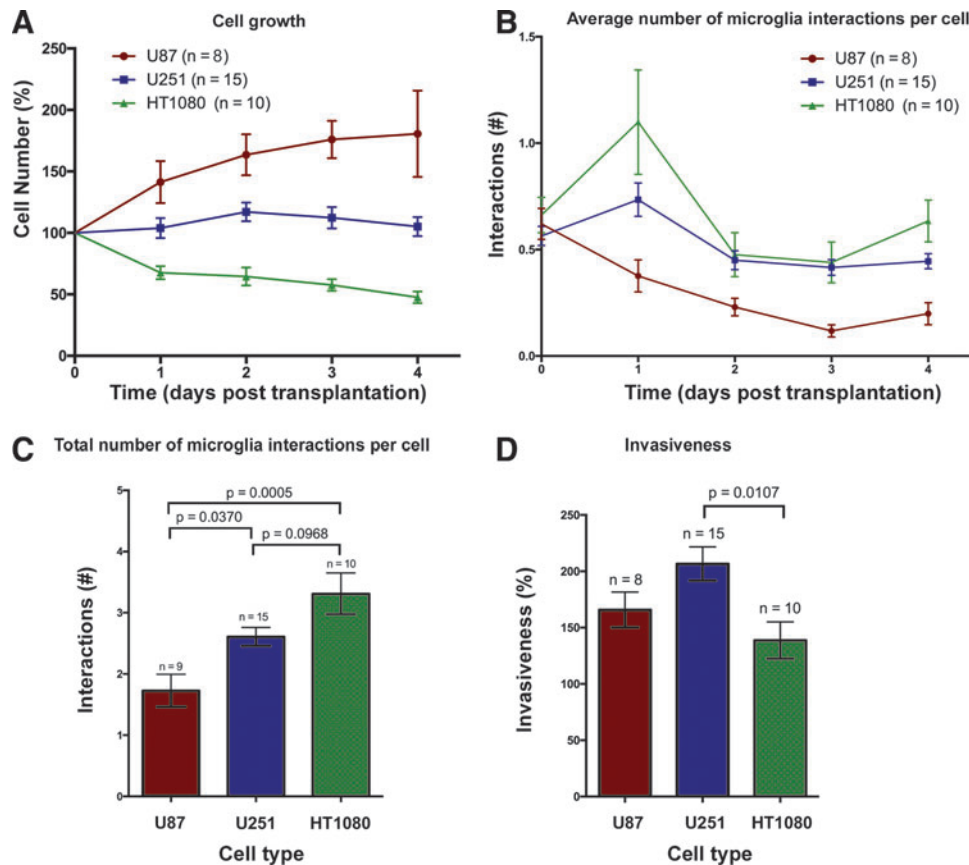 A
Cell growth
U87 (n = 8)
U251 (n = 15)
HT1080 (n = 10)
Cell Number (%)
250
200
150
100
50
0
0 1 2 3 4
Time (days post transplantation)
B
Average number of microglia interactions per cell
U87 (n = 8)
U251 (n = 15)
HT1080 (n = 10)
Interactions (#)
1.5
1.0
0.5
0.0
0 1 2 3 4
Time (days post transplantation)
C
Total number of microglia interactions per cell
p = 0.0005
p = 0.0370
p = 0.0968
Interactions (#)
5
4
3
2
1
0
n = 9
n = 15
n = 10
U87 U251 HT1080
Cell type
D
Invasiveness
p = 0.0107
Invasiveness (%)
250
200
150
100
50
0
n = 8
n = 15
n = 10
U87 U251 HT1080
Cell type